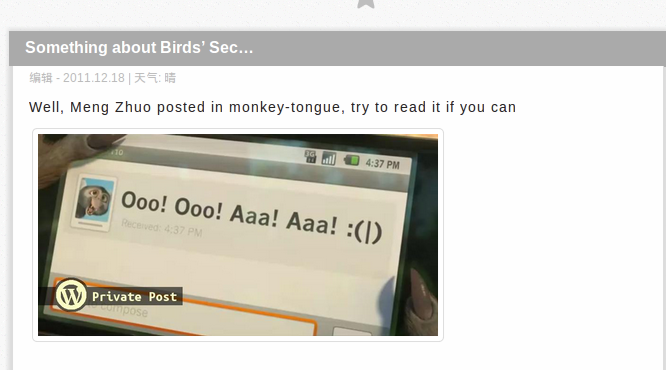 Something about Birds’ Sec…
编辑 - 2011.12.18 | 天气: 晴
Well, Meng Zhuo posted in monkey-tongue, try to read it if you can
3G
4:37 PM
Ooo! Ooo! Aaa! Aaa! :(|)
Received: 4:37 PM
compose
Private Post